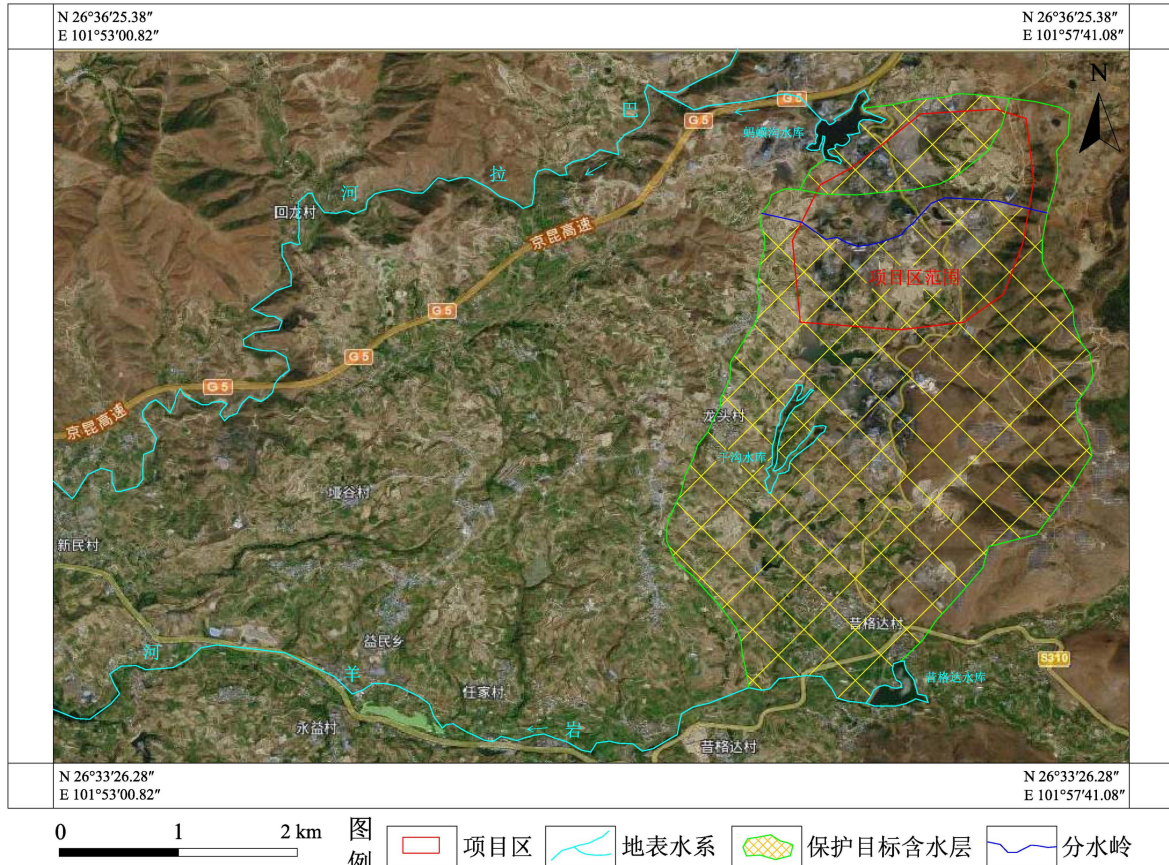 N 26°36′25.38″
E 101°53′00.82″
N 26°36′25.38″
E 101°57′41.08″
N
G5
G5
巴
蚂蟥沟水库
拉
河
回龙村
京昆高速
项目区范围
G5
G5
G5
京昆高速
龙头村
干沟水库
垭谷村
新民村
昔格达村
益民乡
S310
河
羊
任家村
昔格达水库
永益村
岩
昔格达村
N 26°33′26.28″
E 101°53′00.82″
N 26°33′26.28″
E 101°57′41.08″
0 1 2 km
图例
项目区
地表水系
保护目标含水层
分水岭